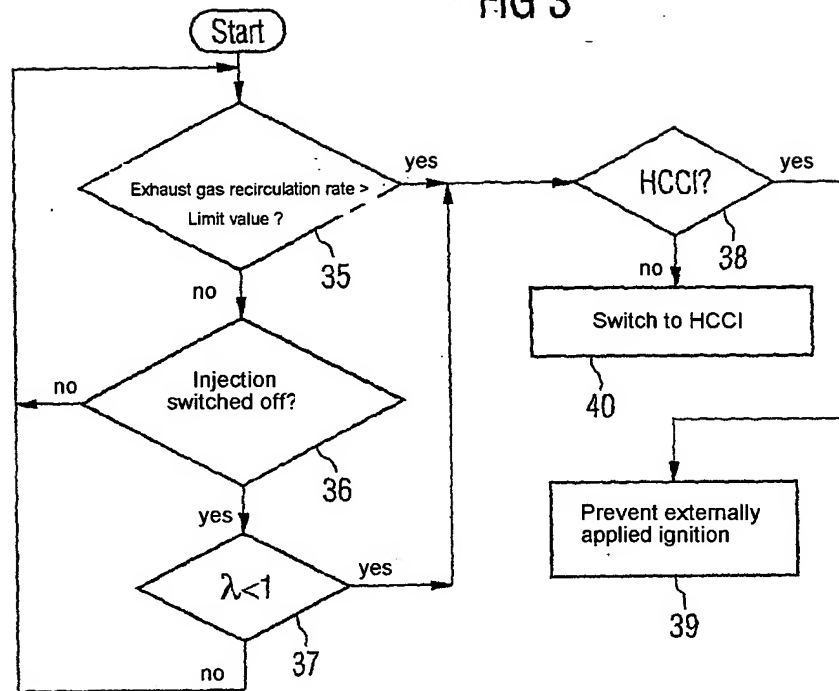 FIG 3
Start
Exhaust gas recirculation rate >
Limit value ?
yes
35
no
HCCI?
yes
38
no
Switch to HCCI
40
Injection
switched off?
no
36
yes
λ<1
yes
37
no
Prevent externally
applied ignition
39